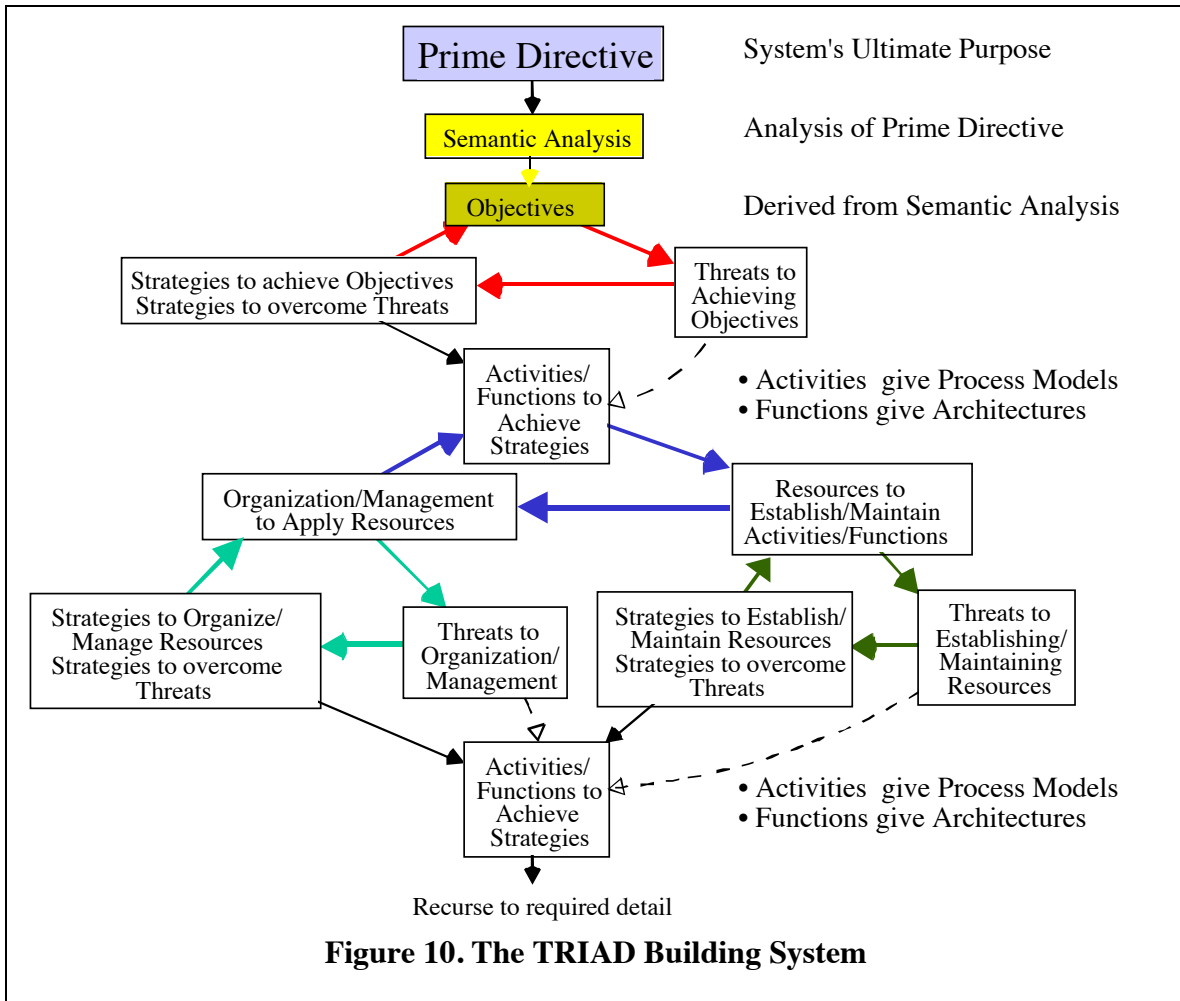 Prime Directive
System's Ultimate Purpose
Semantic Analysis
Analysis of Prime Directive
Objectives
Derived from Semantic Analysis
Strategies to achieve Objectives
Strategies to overcome Threats
Threats to
Achieving
Objectives
Activities/
Functions to
Achieve
Strategies
• Activities give Process Models
• Functions give Architectures
Organization/Management
to Apply Resources
Resources to
Establish/Maintain
Activities/Functions
Strategies to Organize/
Manage Resources
Strategies to overcome
Threats
Threats to
Organization/
Management
Strategies to Establish/
Maintain Resources
Strategies to overcome
Threats
Threats to
Establishing/
Maintaining
Resources
Activities/
Functions to
Achieve
Strategies
• Activities give Process Models
• Functions give Architectures
Recurse to required detail
Figure 10. The TRIAD Building System